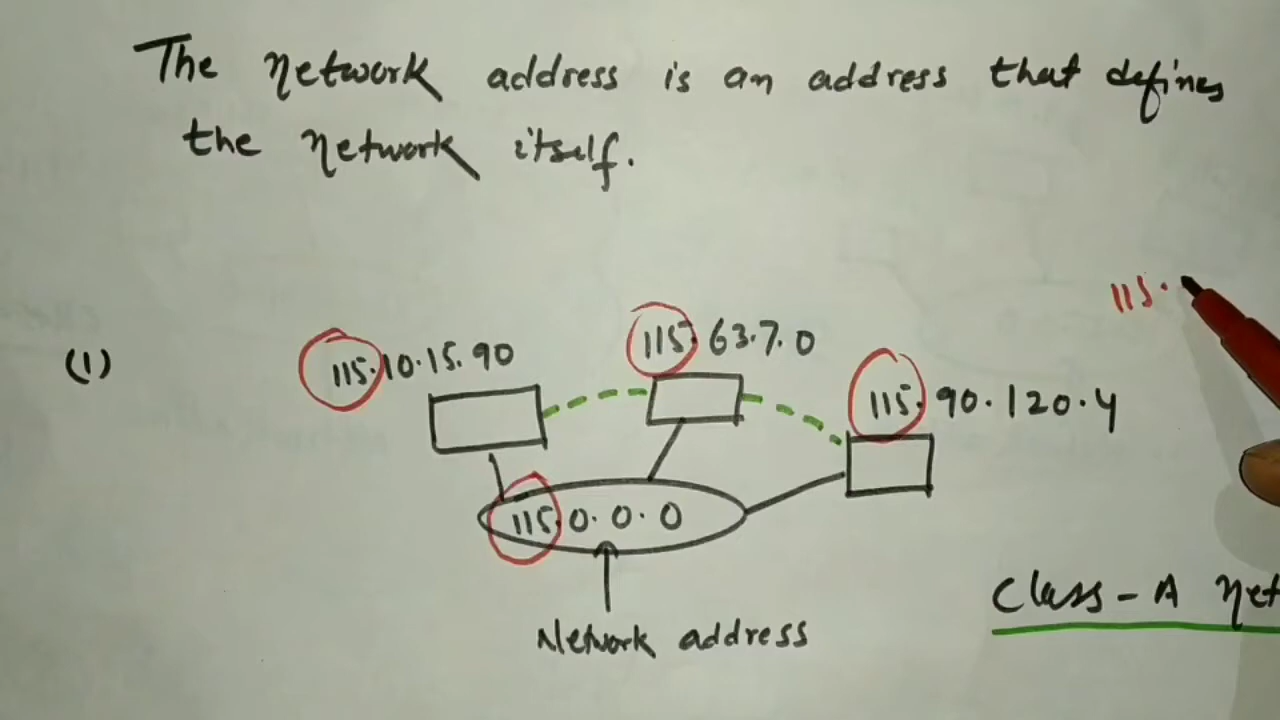 The network address is an address that defines
the network itself.
115.
(1)
115.10.15.90
115.63.7.0
115.90.120.4
115.0.0.0
Network address
Class-A Net